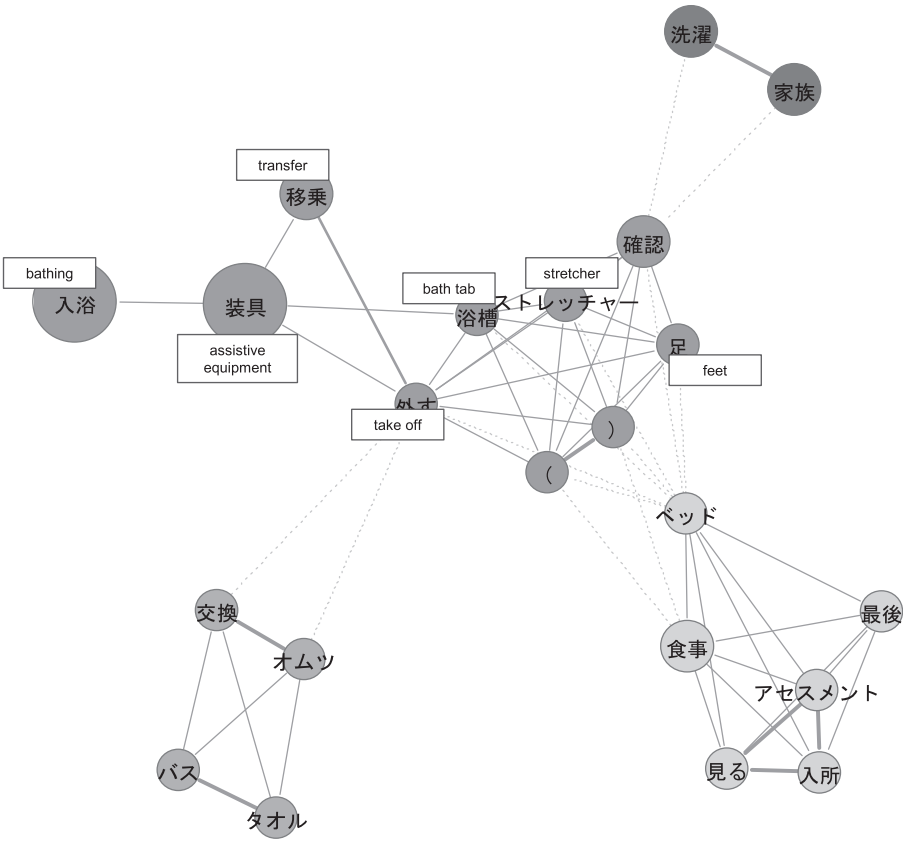 洗濯
家族
transfer
移乗
確認
bathing
入浴
装具
assistive
equipment
bath tab
浴槽
stretcher
ストレッチャー
足
feet
外す
take off
）
（
ベッド
交換
オムツ
バス
タオル
食事
最後
アセスメント
見る
入所